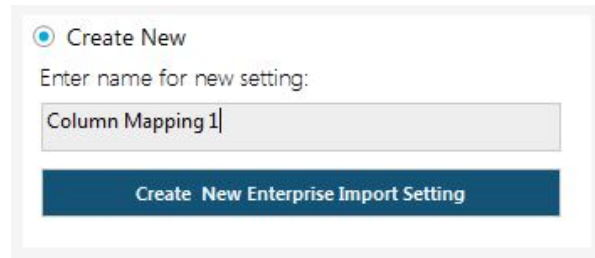 Create New
Enter name for new setting:
Column Mapping 1
Create New Enterprise Import Setting